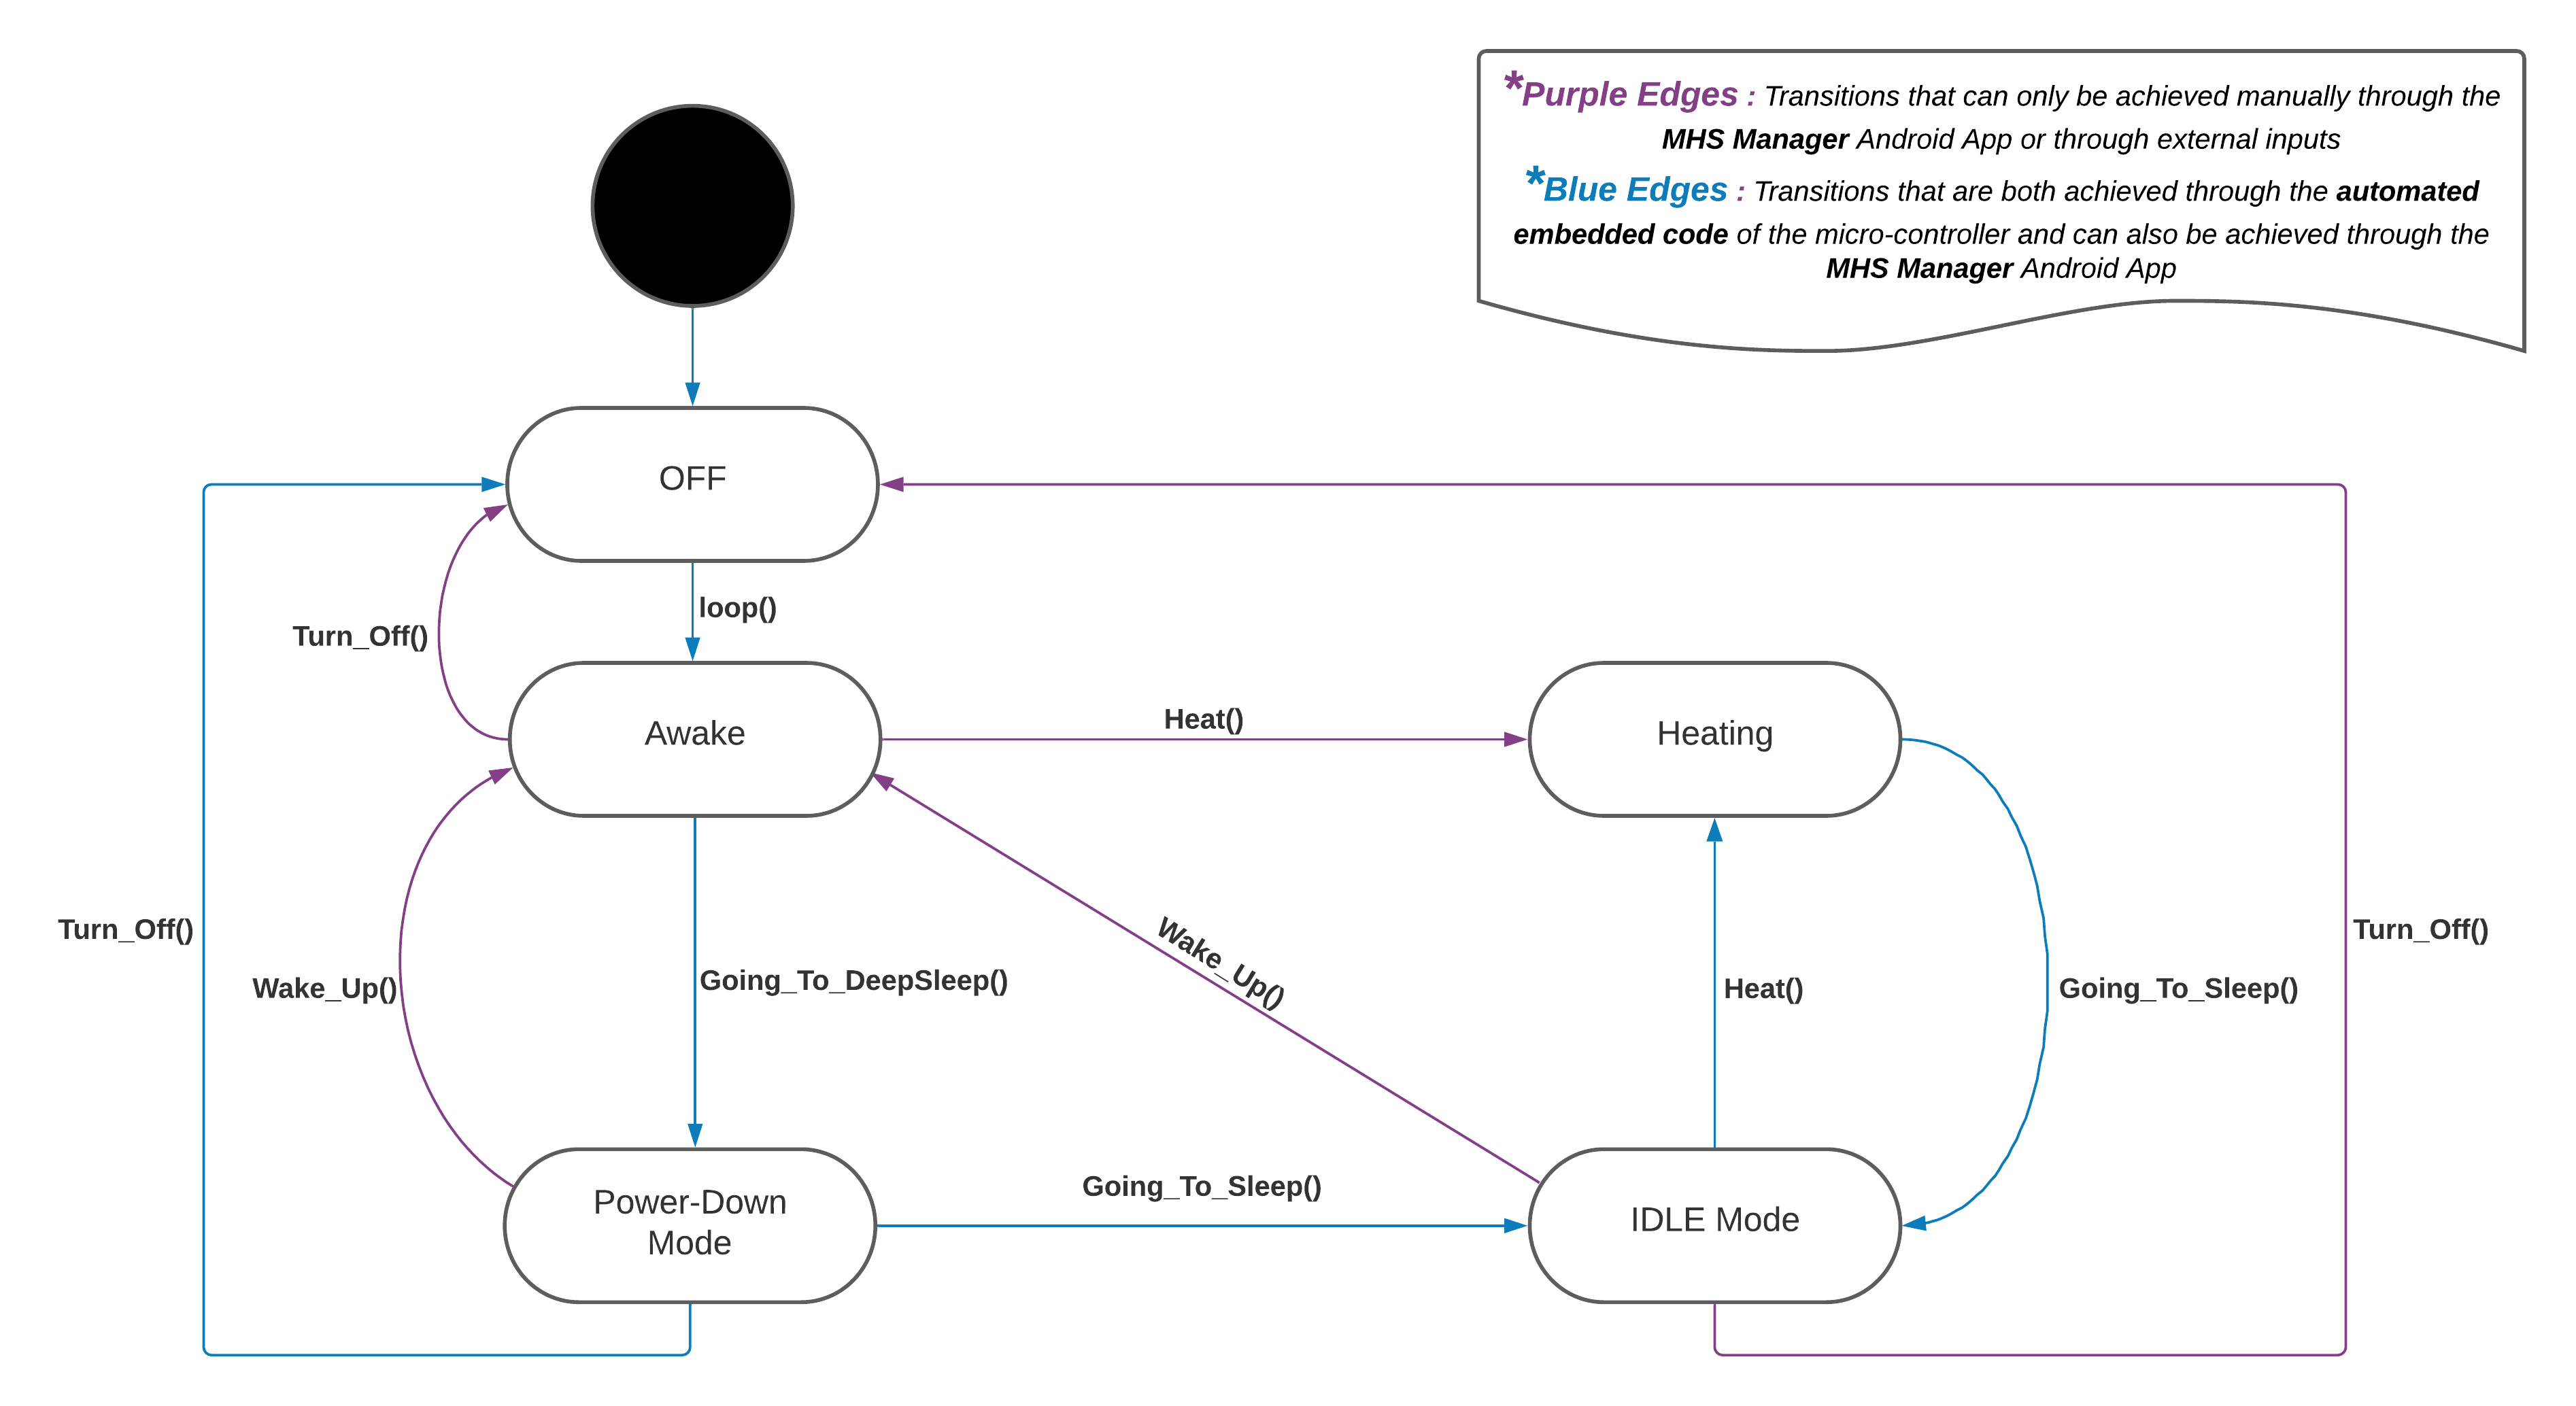 *Purple Edges : Transitions that can only be achieved manually through the
MHS Manager Android App or through external inputs
*Blue Edges : Transitions that are both achieved through the automated
embedded code of the micro-controller and can also be achieved through the
MHS Manager Android App
OFF
loop()
Turn_Off()
Awake
Heat()
Heating
Turn_Off()
Wake_Up()
Going_To_DeepSleep()
Wake_Up()
Heat()
Going_To_Sleep()
Turn_Off()
Power-Down
Mode
Going_To_Sleep()
IDLE Mode